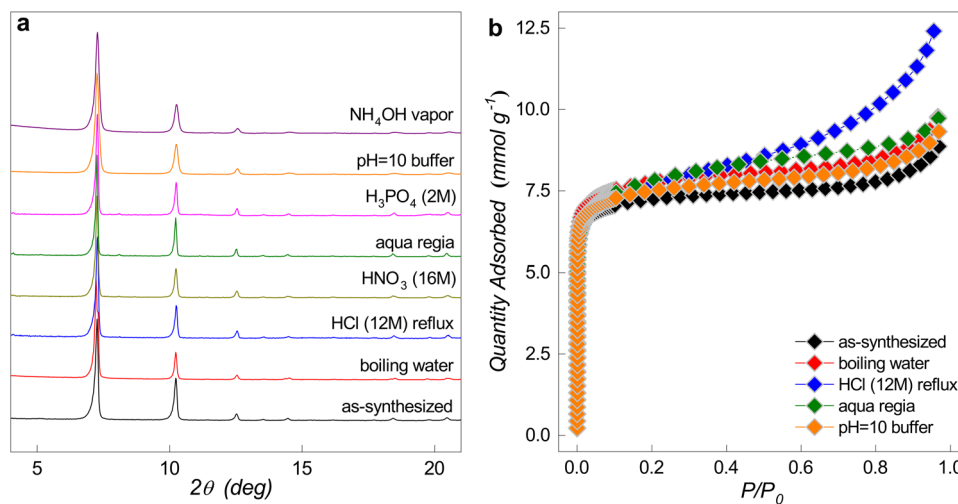 a
NH₄OH vapor
pH=10 buffer
H₃PO₄ (2M)
aqua regia
HNO₃ (16M)
HCl (12M) reflux
boiling water
as-synthesized
5
10
15
20
2θ (deg)
b
12.5
10.0
7.5
5.0
2.5
0.0
Quantity Adsorbed (mmol g⁻¹)
as-synthesized
boiling water
HCl (12M) reflux
aqua regia
pH=10 buffer
0.0
0.2
0.4
0.6
0.8
1.0
P/P₀